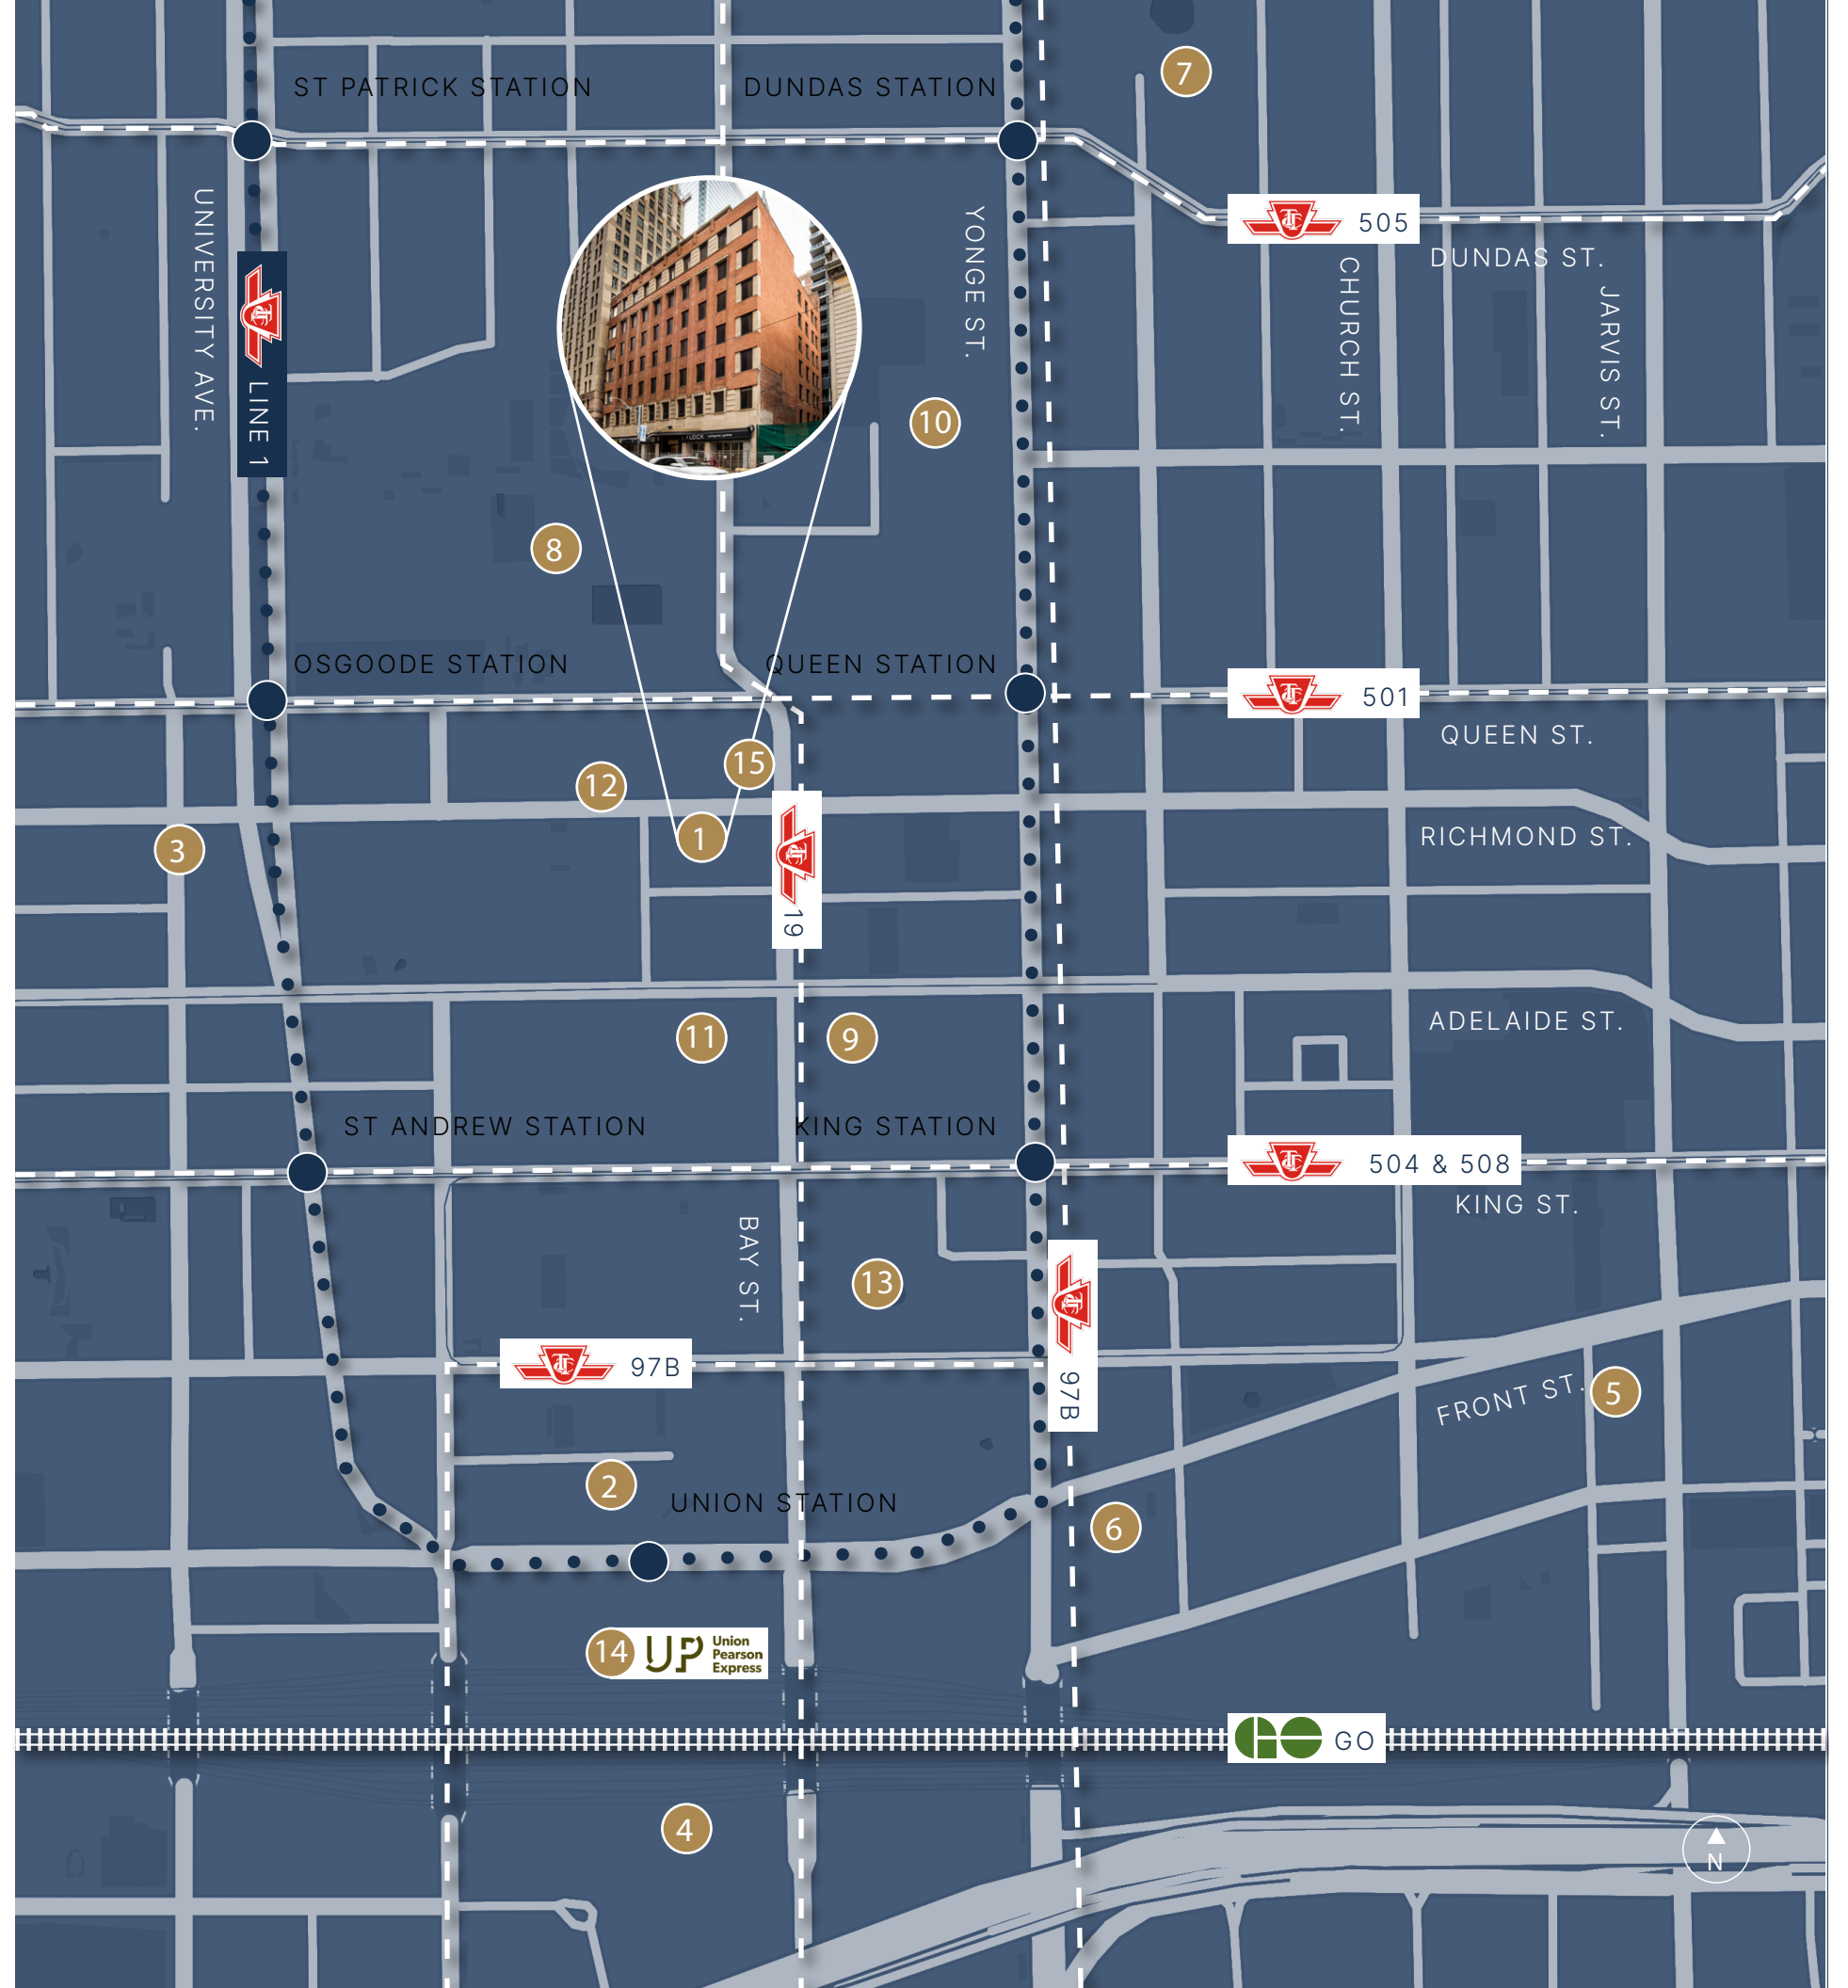 ST PATRICK STATION
DUNDAS STATION
7
505
DUNDAS ST.
UNIVERSITY AVE.
YONGE ST.
CHURCH ST.
JARVIS ST.
LINE 1
FLOCK
10
8
OSGOODE STATION
QUEEN STATION
501
QUEEN ST.
15
12
1
3
RICHMOND ST.
19
11
9
ADELAIDE ST.
ST ANDREW STATION
KING STATION
504 & 508
KING ST.
BAY ST.
13
97B
97B
5
FRONT ST.
2
UNION STATION
6
14
UP Union
Pearson
Express
GO
4
N